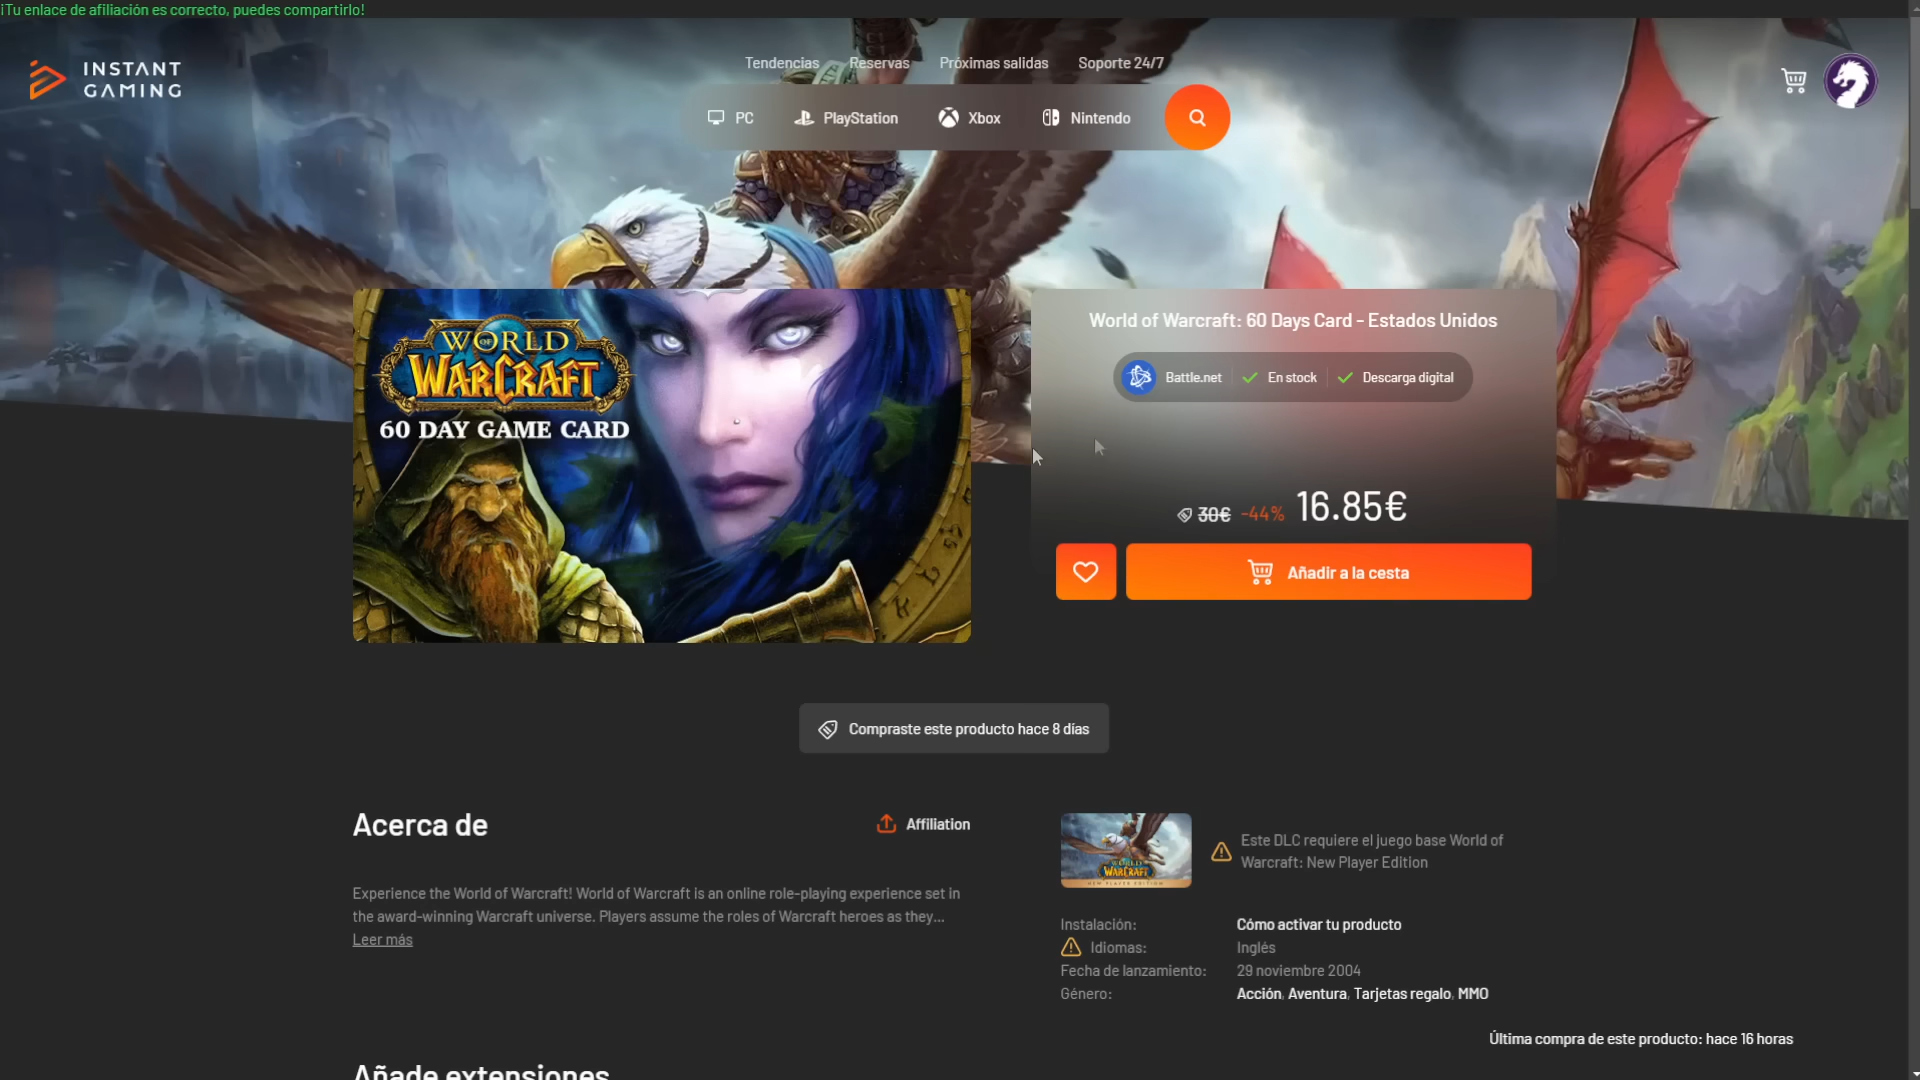 ¡Tu enlace de afiliación es correcto, puedes compartirlo!
INSTANT
GAMING
Tendencias Reservas Próximas salidas Soporte 24/7
PC PlayStation Xbox Nintendo
WORLD
OF
WARCRAFT
60 DAY GAME CARD
World of Warcraft: 60 Days Card - Estados Unidos
Battle.net En stock Descarga digital
30€ -44% 16.85€
Añadir a la cesta
Compraste este producto hace 8 días
Acerca de
Affiliation
Experience the World of Warcraft! World of Warcraft is an online role-playing experience set in
the award-winning Warcraft universe. Players assume the roles of Warcraft heroes as they...
Leer más
WORLD
WARCRAFT
NEW PLAYER EDITION
Este DLC requiere el juego base World of
Warcraft: New Player Edition
Instalación: Cómo activar tu producto
Idiomas: Inglés
Fecha de lanzamiento: 29 noviembre 2004
Género: Acción, Aventura, Tarjetas regalo, MMO
Última compra de este producto: hace 16 horas
Añade extensiones